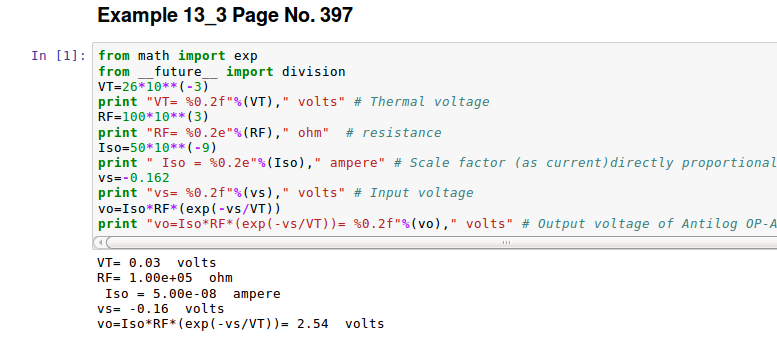 Example 13_3 Page No. 397
In [1]: from math import exp
from __future__ import division
VT=26*10**(-3)
print "VT= %0.2f"%(VT)," volts" # Thermal voltage
RF=100*10**(3)
print "RF= %0.2e"%(RF)," ohm"  # resistance
Iso=50*10**(-9)
print " Iso = %0.2e"%(Iso)," ampere" # Scale factor (as current)directly proportional
vs=-0.162
print "vs= %0.2f"%(vs)," volts" # Input voltage
vo=Iso*RF*(exp(-vs/VT))
print "vo=Iso*RF*(exp(-vs/VT))= %0.2f"%(vo)," volts" # Output voltage of Antilog OP-A
VT= 0.03  volts
RF= 1.00e+05  ohm
 Iso = 5.00e-08  ampere
vs= -0.16  volts
vo=Iso*RF*(exp(-vs/VT))= 2.54  volts